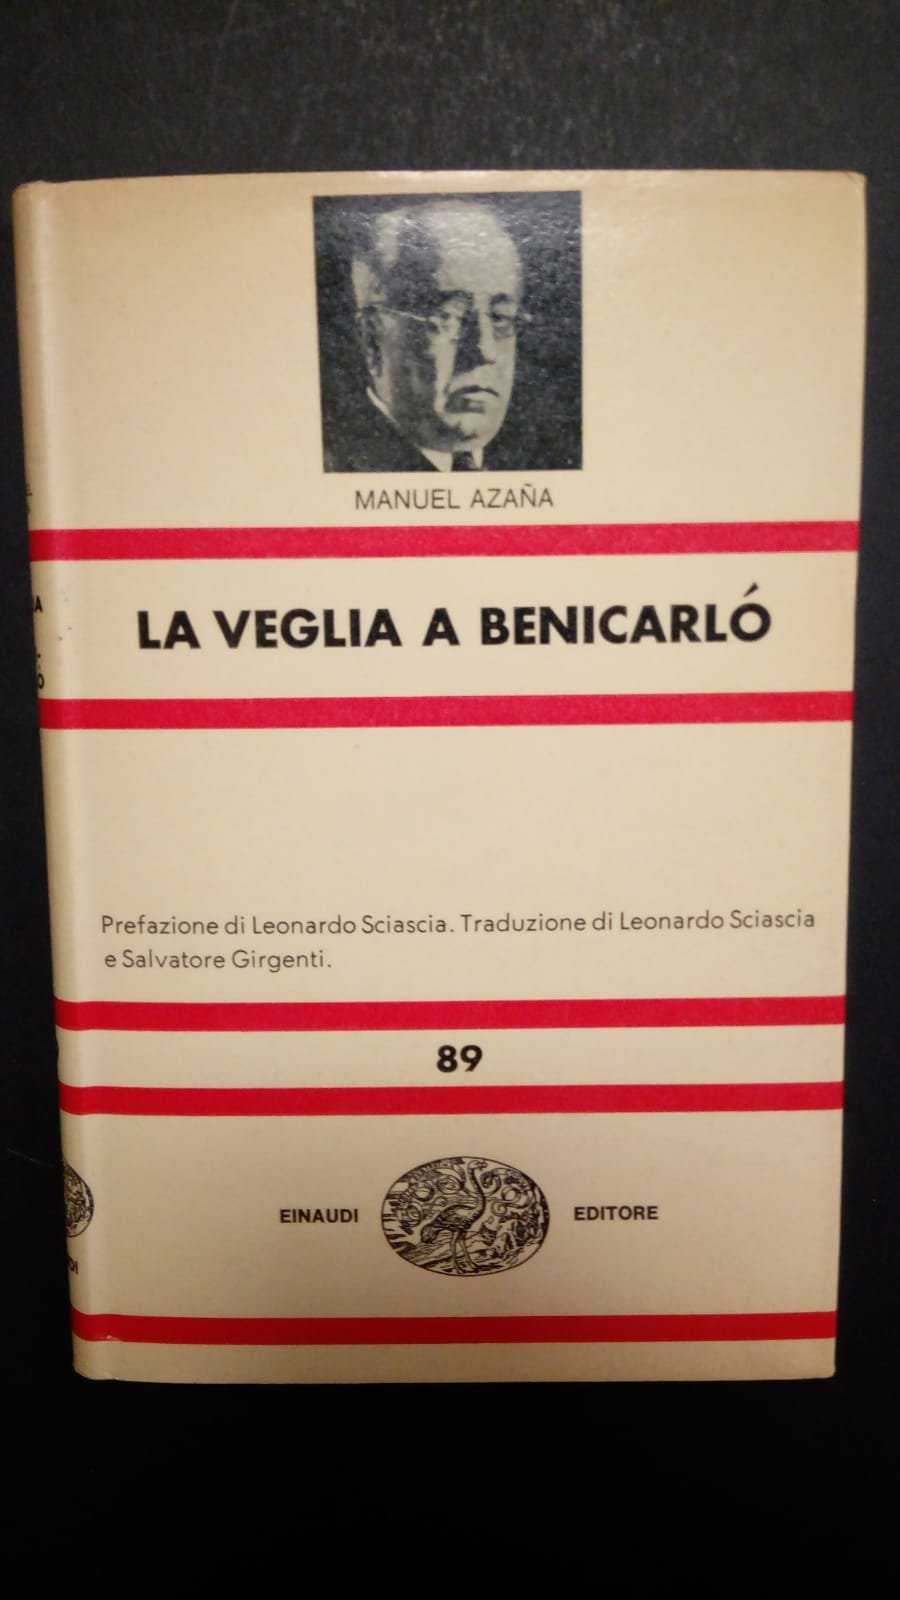 MANUEL AZAÑA
LA VEGLIA A BENICARLÓ
Prefazione di Leonardo Sciascia. Traduzione di Leonardo Sciascia
e Salvatore Girgenti.
89
EINAUDI EDITORE